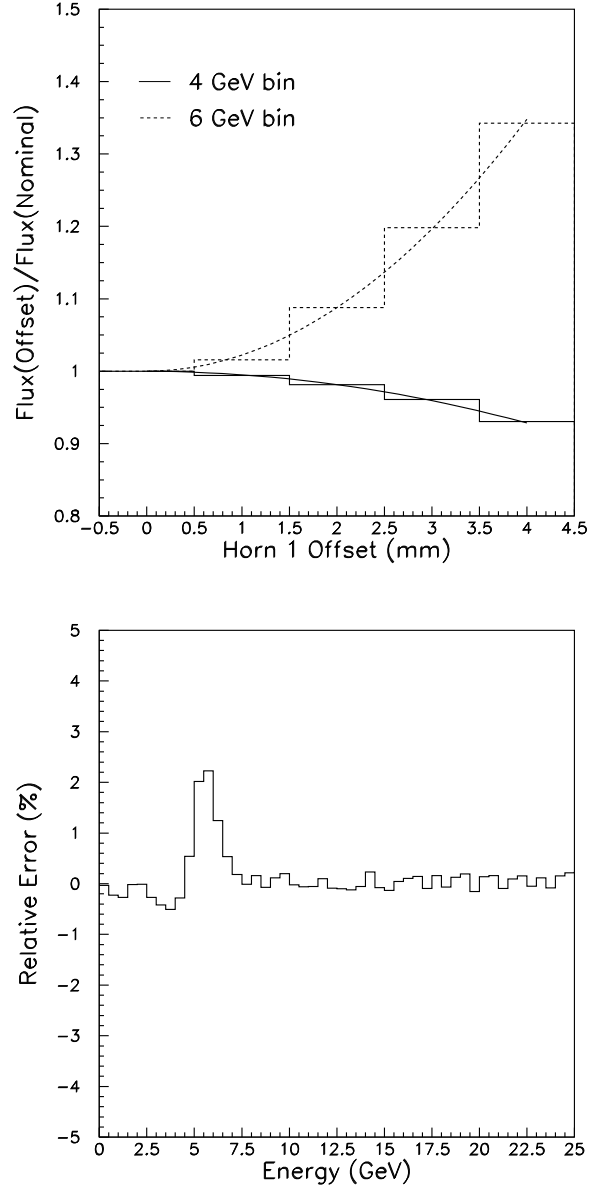 1.5
1.4
1.3
1.2
1.1
1
0.9
0.8
Flux(Offset)/Flux(Nominal)
4 GeV bin
6 GeV bin
−0.5 0 0.5 1 1.5 2 2.5 3 3.5 4 4.5
Horn 1 Offset (mm)
5
4
3
2
1
0
−1
−2
−3
−4
−5
Relative Error (%)
0 2.5 5 7.5 10 12.5 15 17.5 20 22.5 25
Energy (GeV)